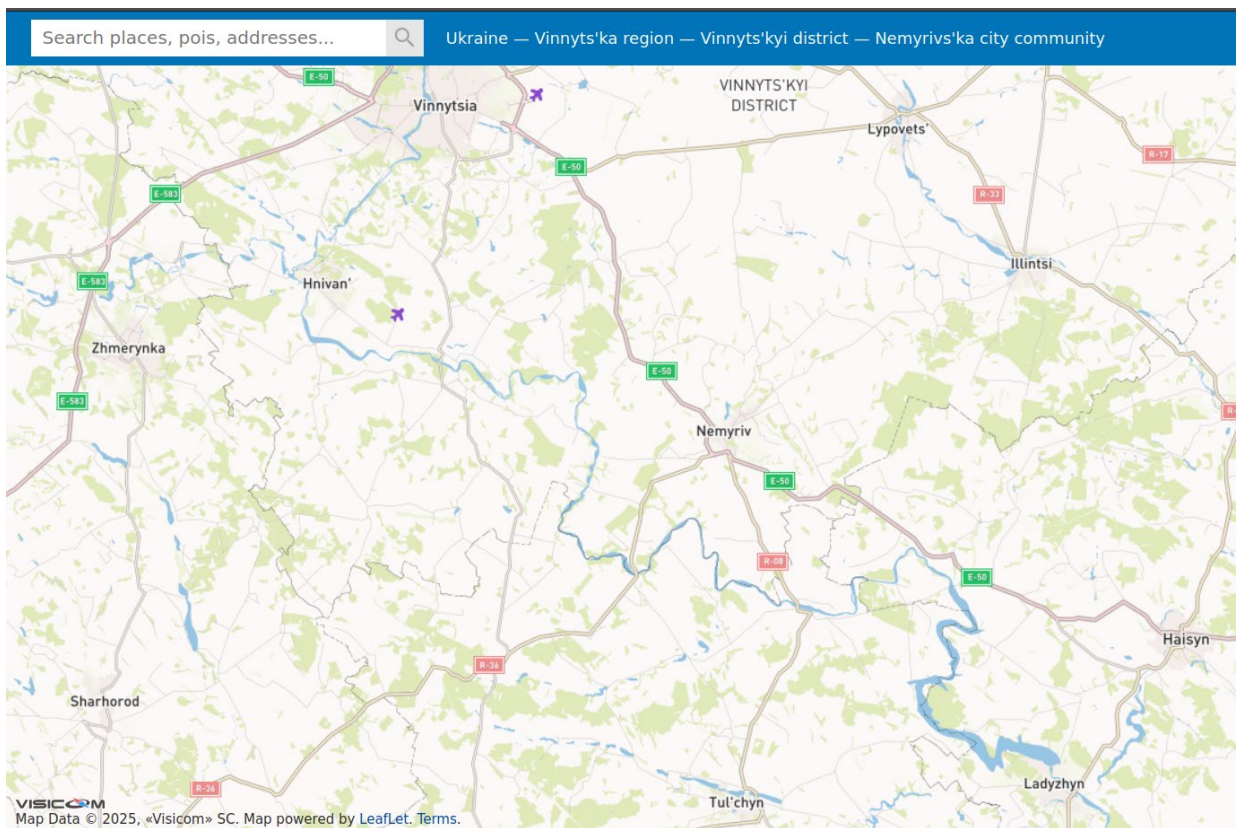 Search places, pois, addresses...
Ukraine — Vinnyts'ka region — Vinnyts'kyi district — Nemyrivs'ka city community
E-50
Vinnytsia
VINNYTS'KYI
DISTRICT
Lypovets'
R-17
E-50
E-583
R-33
Illintsi
E-583
Hnivan'
Zhmerynka
E-50
E-583
Nemyriv
E-50
R-08
E-50
Haisyn
R-36
Sharhorod
Ladyzhyn
R-36
Tul'chyn
VISICOM
Map Data © 2025, «Visicom» SC. Map powered by LeafLet. Terms.